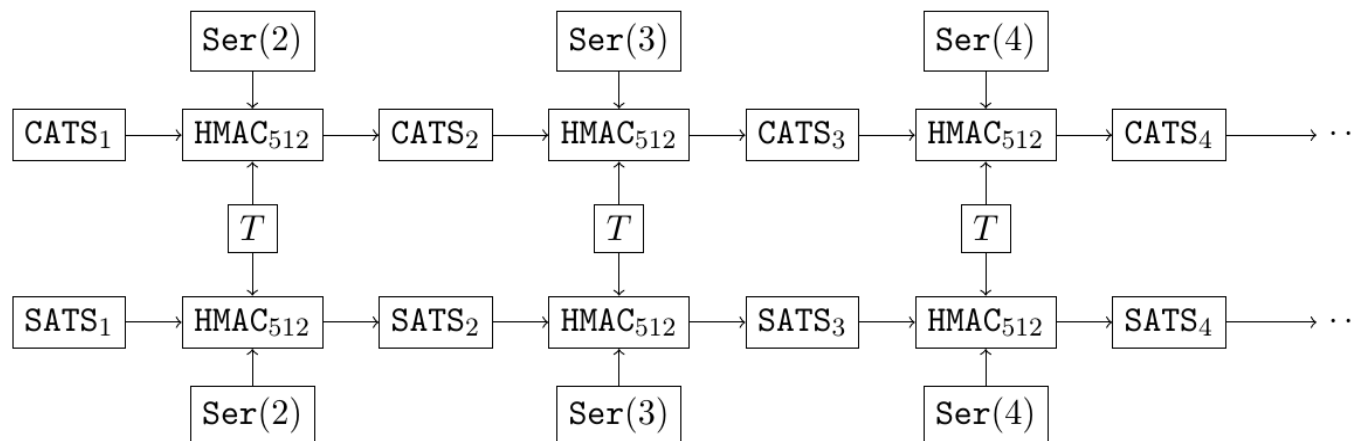 Ser(2) Ser(3) Ser(4)
CATS₁ HMAC₅₁₂ CATS₂ HMAC₅₁₂ CATS₃ HMAC₅₁₂ CATS₄ ··
T T T
SATS₁ HMAC₅₁₂ SATS₂ HMAC₅₁₂ SATS₃ HMAC₅₁₂ SATS₄ ··
Ser(2) Ser(3) Ser(4)